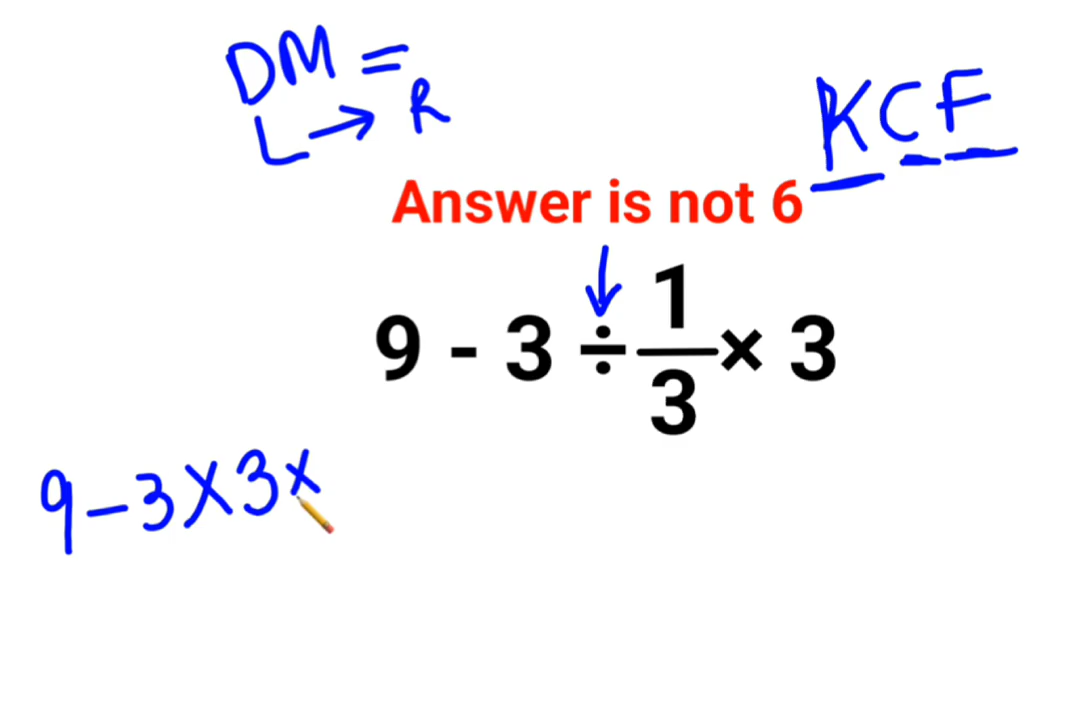 DM =
L → R
KCF
Answer is not 6
9 - 3 ÷ 1/3 × 3
9 - 3 × 3 ×